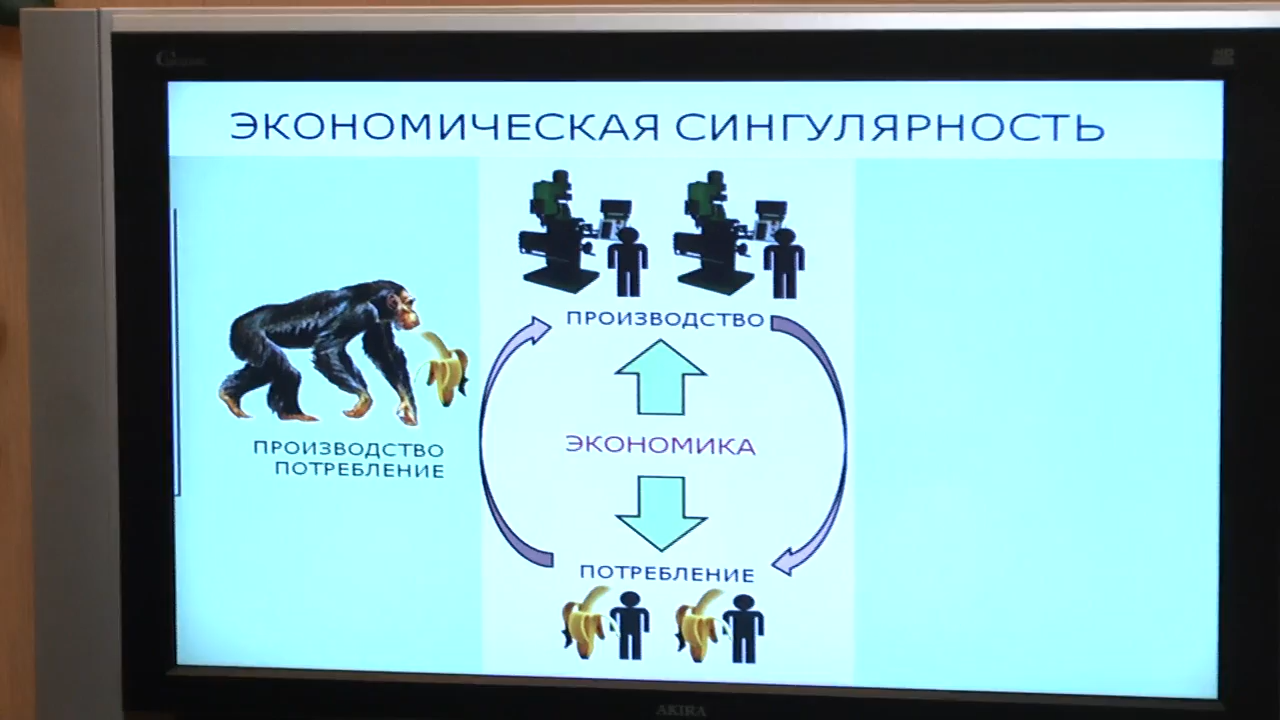 ЭКОНОМИЧЕСКАЯ СИНГУЛЯРНОСТЬ
ПРОИЗВОДСТВО
ПОТРЕБЛЕНИЕ
ПРОИЗВОДСТВО
ЭКОНОМИКА
ПОТРЕБЛЕНИЕ
AKIRA